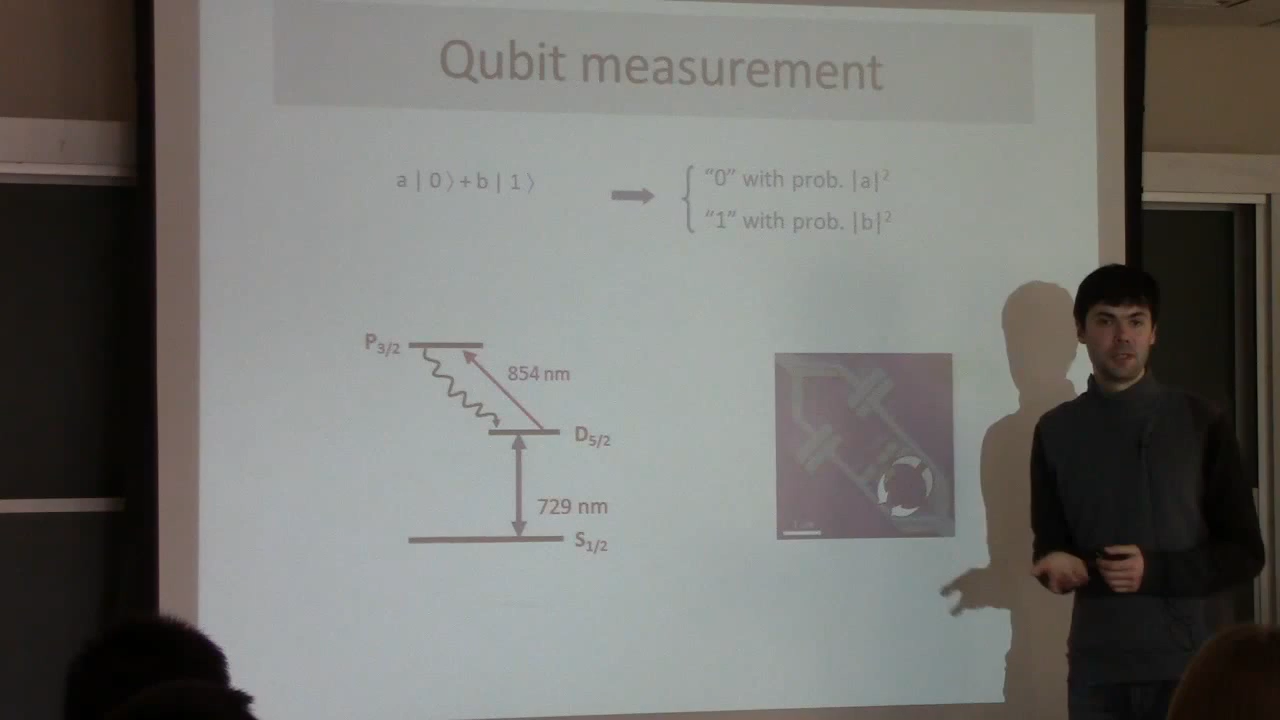 Qubit measurement
a | 0 ⟩ + b | 1 ⟩
“0” with prob. |a|²
“1” with prob. |b|²
P3/2
854 nm
D5/2
729 nm
S1/2